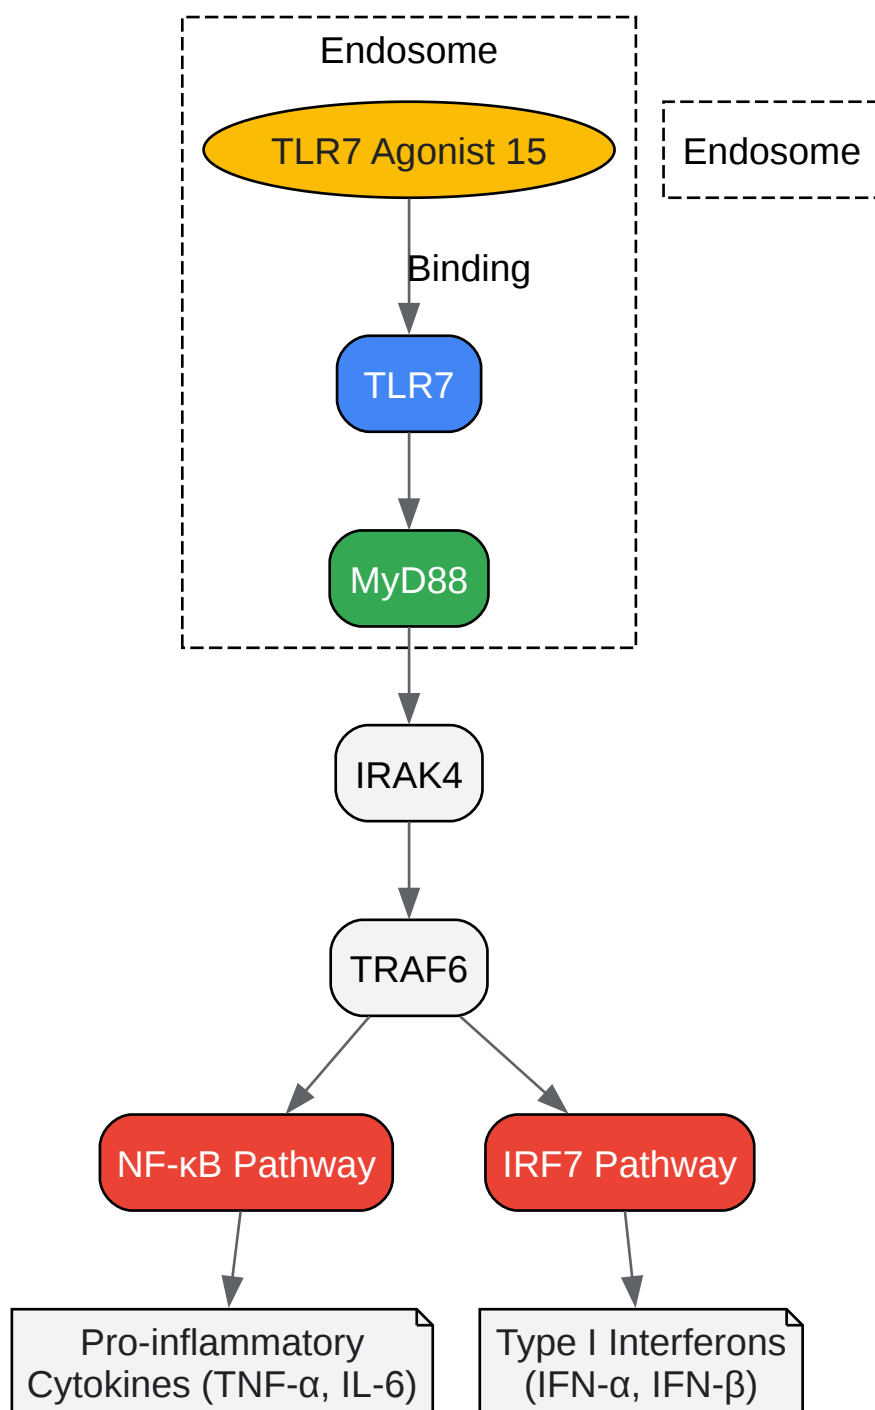 Endosome
TLR7 Agonist 15
Endosome
Binding
TLR7
MyD88
IRAK4
TRAF6
NF-κB Pathway
IRF7 Pathway
Pro-inflammatory
Cytokines (TNF-α, IL-6)
Type I Interferons
(IFN-α, IFN-β)